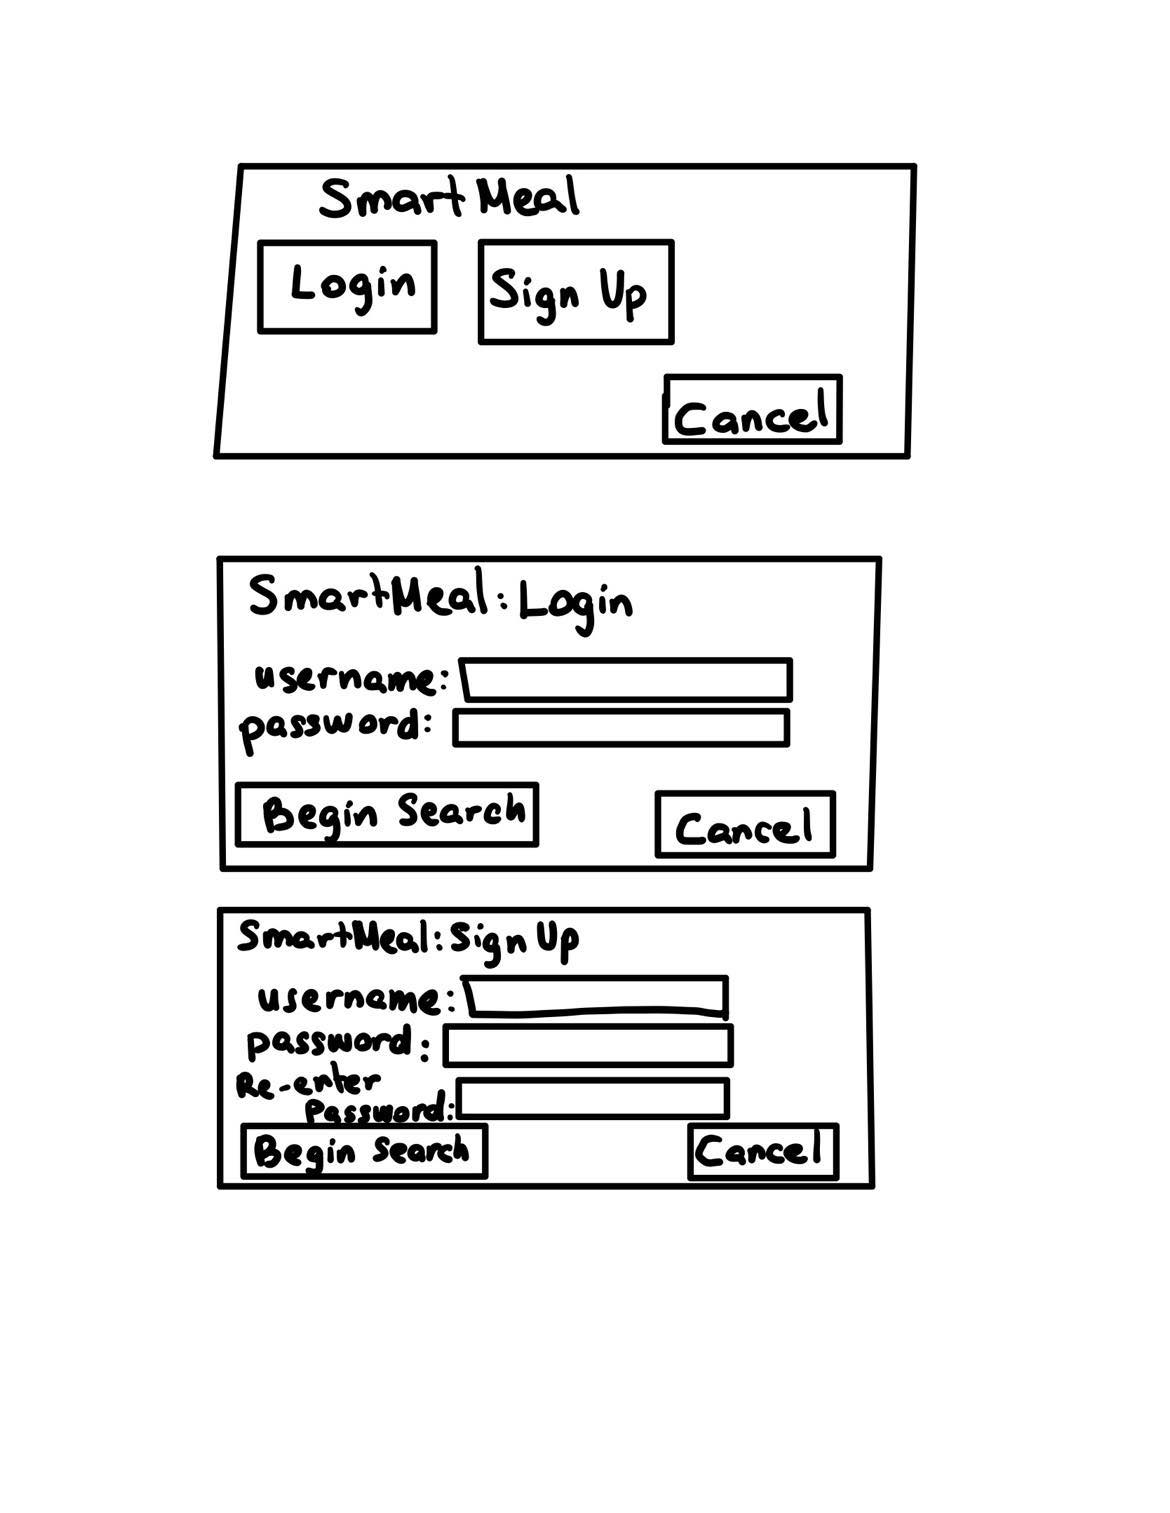 Smart Meal
Login Sign Up
Cancel
SmartMeal: Login
username:
password:
Begin Search Cancel
SmartMeal: Sign Up
username:
password:
Re-enter
Password:
Begin Search Cancel